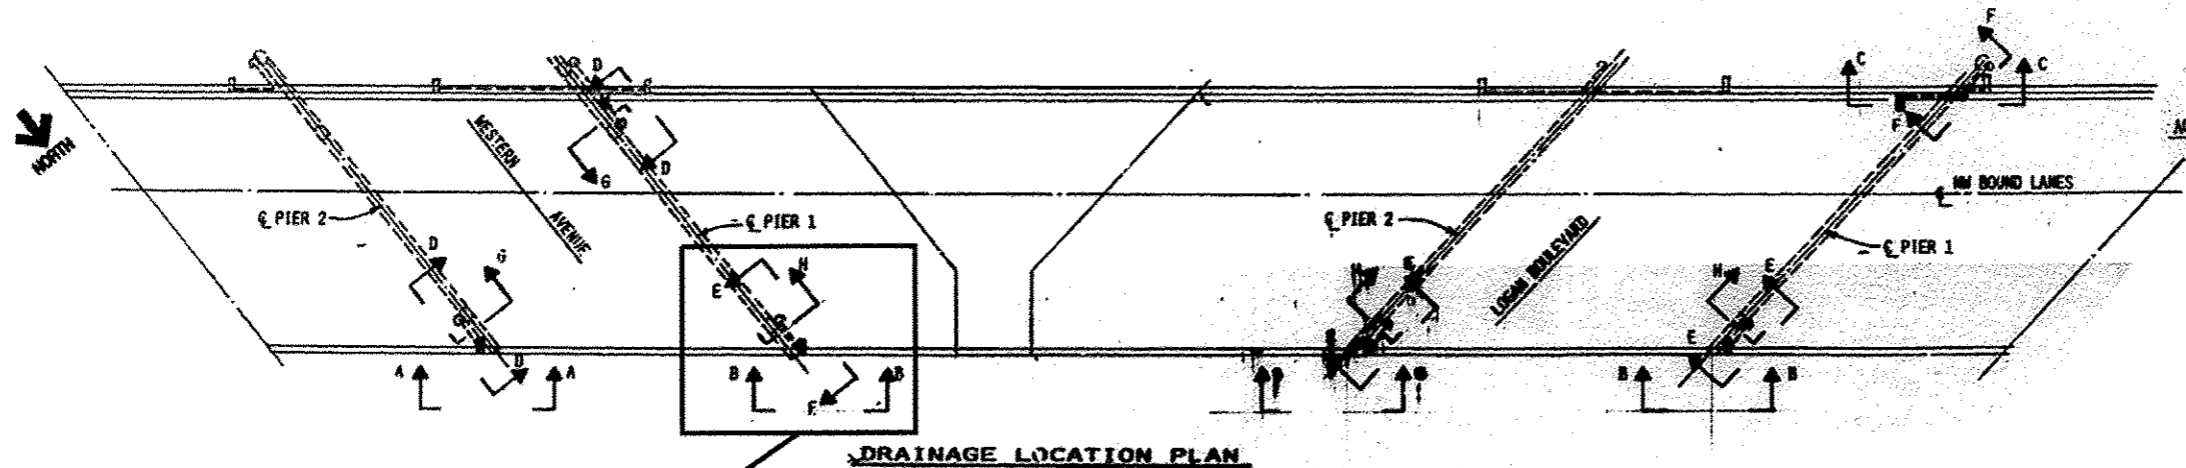 F
C
C
D
F
NORTH
WESTERN
AVENUE
G
D
℄ NW BOUND LANES
℄ PIER 2
℄ PIER 1
℄ PIER 2
LOGAN BOULEVARD
℄ PIER 1
D
G
E
H
H
E
H
E
G
E
A
D
A
B
F
B
B
B
DRAINAGE LOCATION PLAN